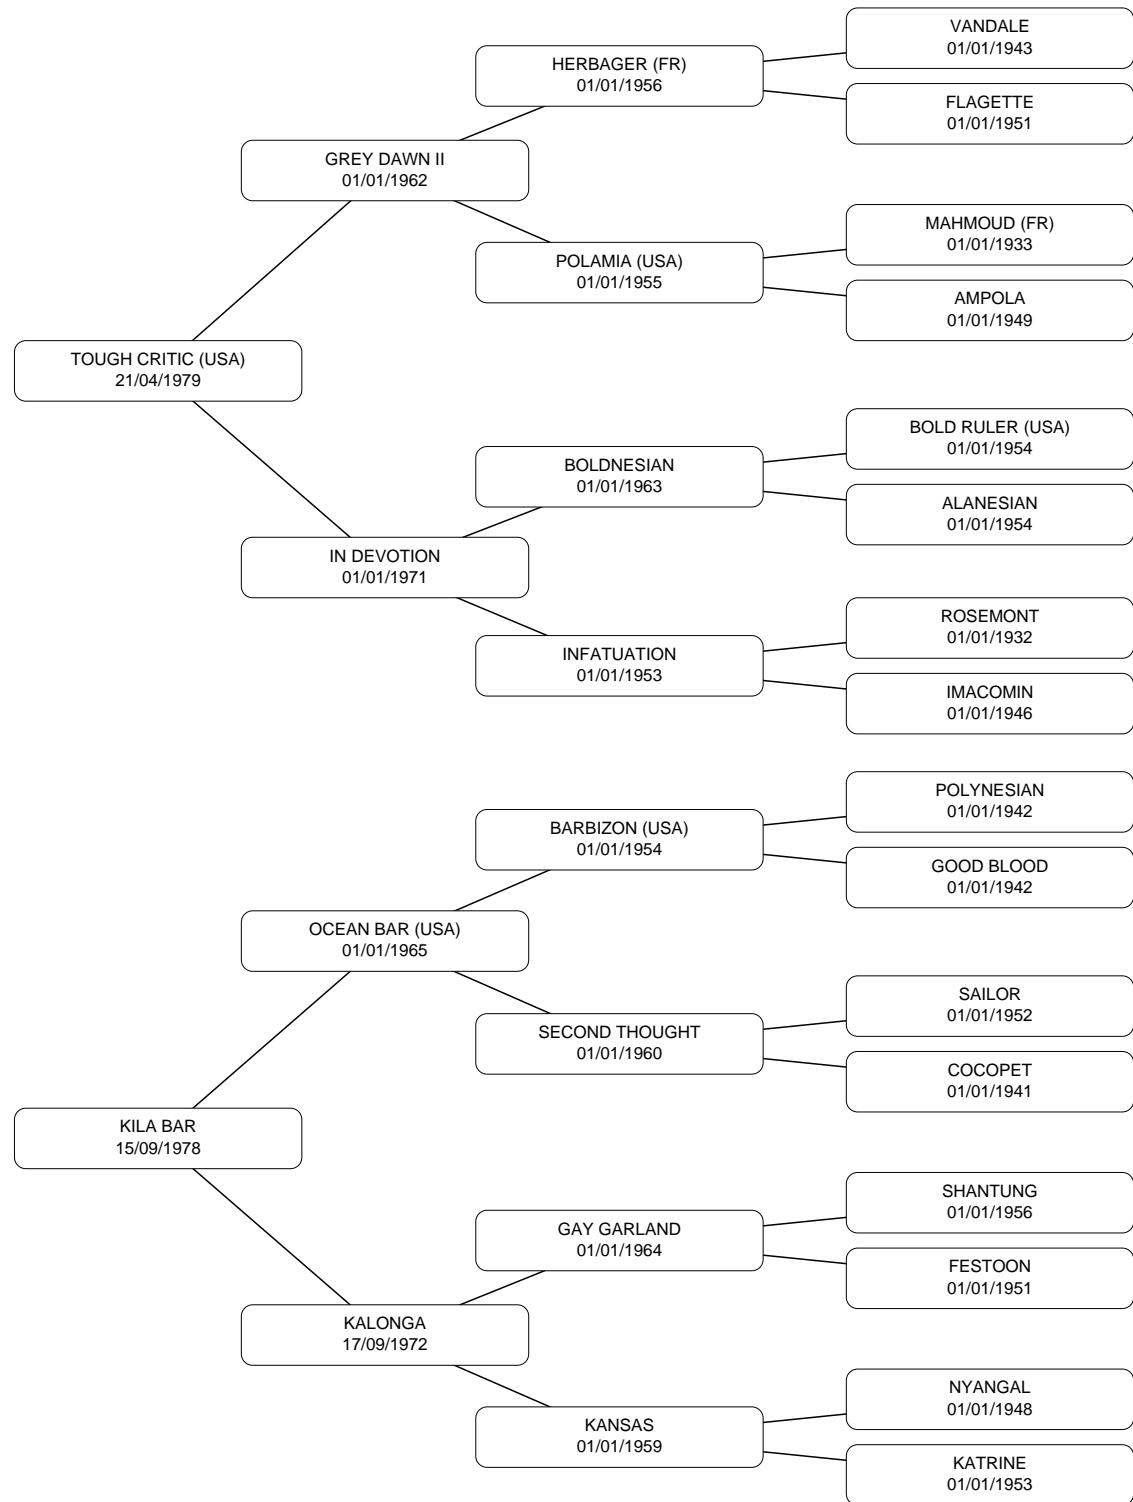 VANDALE
01/01/1943
HERBAGER (FR)
01/01/1956
FLAGETTE
01/01/1951
GREY DAWN II
01/01/1962
MAHMOUD (FR)
01/01/1933
POLAMIA (USA)
01/01/1955
AMPOLA
01/01/1949
TOUGH CRITIC (USA)
21/04/1979
BOLD RULER (USA)
01/01/1954
BOLDNESIAN
01/01/1963
ALANESIAN
01/01/1954
IN DEVOTION
01/01/1971
ROSEMONT
01/01/1932
INFATUATION
01/01/1953
IMACOMIN
01/01/1946
POLYNESIAN
01/01/1942
BARBIZON (USA)
01/01/1954
GOOD BLOOD
01/01/1942
OCEAN BAR (USA)
01/01/1965
SAILOR
01/01/1952
SECOND THOUGHT
01/01/1960
COCOPET
01/01/1941
KILA BAR
15/09/1978
SHANTUNG
01/01/1956
GAY GARLAND
01/01/1964
FESTOON
01/01/1951
KALONGA
17/09/1972
NYANGAL
01/01/1948
KANSAS
01/01/1959
KATRINE
01/01/1953